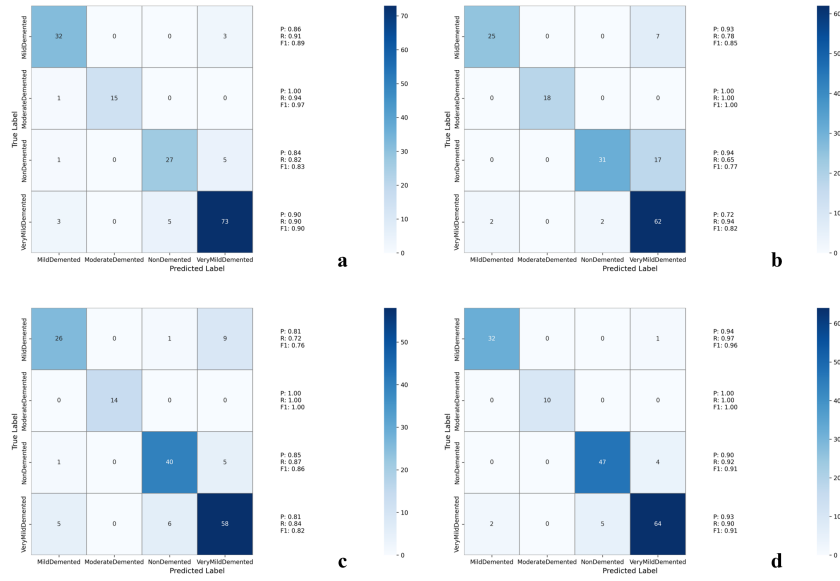 MildDemented 32 0 0 3 P: 0.86
R: 0.91
F1: 0.89
ModerateDemented 1 15 0 0 P: 1.00
R: 0.94
F1: 0.97
NonDemented 1 0 27 5 P: 0.84
R: 0.82
F1: 0.83
VeryMildDemented 3 0 5 73 P: 0.90
R: 0.90
F1: 0.90
True Label
MildDemented ModerateDemented NonDemented VeryMildDemented
Predicted Label
70
60
50
40
30
20
10
0
a
MildDemented 25 0 0 7 P: 0.93
R: 0.78
F1: 0.85
ModerateDemented 0 18 0 0 P: 1.00
R: 1.00
F1: 1.00
NonDemented 0 0 31 17 P: 0.94
R: 0.65
F1: 0.77
VeryMildDemented 2 0 2 62 P: 0.72
R: 0.94
F1: 0.82
True Label
MildDemented ModerateDemented NonDemented VeryMildDemented
Predicted Label
60
50
40
30
20
10
0
b
MildDemented 26 0 1 9 P: 0.81
R: 0.72
F1: 0.76
ModerateDemented 0 14 0 0 P: 1.00
R: 1.00
F1: 1.00
NonDemented 1 0 40 5 P: 0.85
R: 0.87
F1: 0.86
VeryMildDemented 5 0 6 58 P: 0.81
R: 0.84
F1: 0.82
True Label
MildDemented ModerateDemented NonDemented VeryMildDemented
Predicted Label
50
40
30
20
10
0
c
MildDemented 32 0 0 1 P: 0.94
R: 0.97
F1: 0.96
ModerateDemented 0 10 0 0 P: 1.00
R: 1.00
F1: 1.00
NonDemented 0 0 47 4 P: 0.90
R: 0.92
F1: 0.91
VeryMildDemented 2 0 5 64 P: 0.93
R: 0.90
F1: 0.91
True Label
MildDemented ModerateDemented NonDemented VeryMildDemented
Predicted Label
60
50
40
30
20
10
0
d